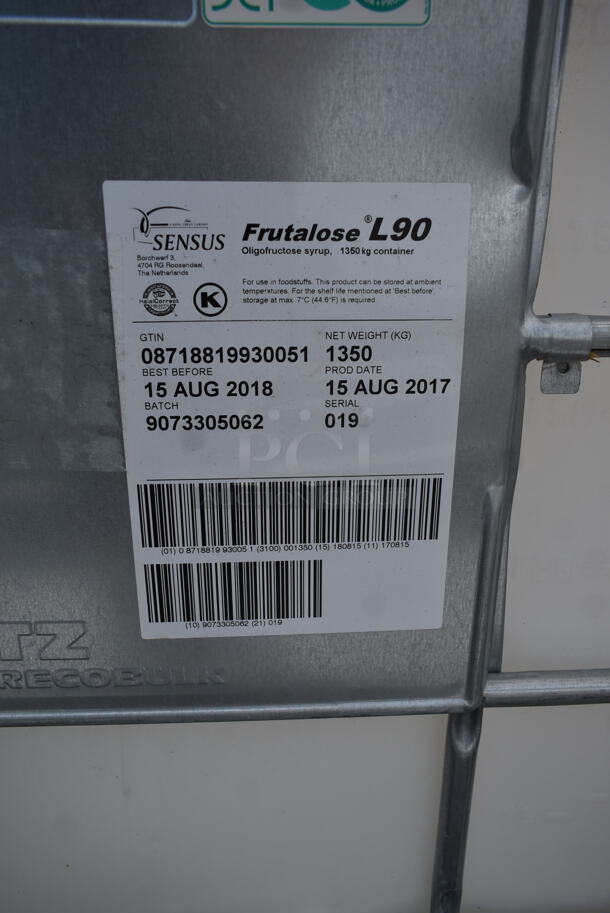 SENSUS
Borchwerf 3,
4704 RG Roosendaal,
The Netherlands
Frutalose® L90
Oligofructose syrup, 1350 kg container
For use in foodstuffs. This product can be stored at ambient
temperatures. For the shelf life mentioned at 'Best before',
storage at max. 7°C (44.6°F) is required
HalalCorrect
K
GTIN
08718819930051
NET WEIGHT (KG)
1350
BEST BEFORE
15 AUG 2018
PROD DATE
15 AUG 2017
BATCH
9073305062
SERIAL
019
PCI
(01) 0 8718819 93005 1 (3100) 001350 (15) 180815 (11) 170815
(10) 9073305062 (21) 019
TZ
RECOBULK